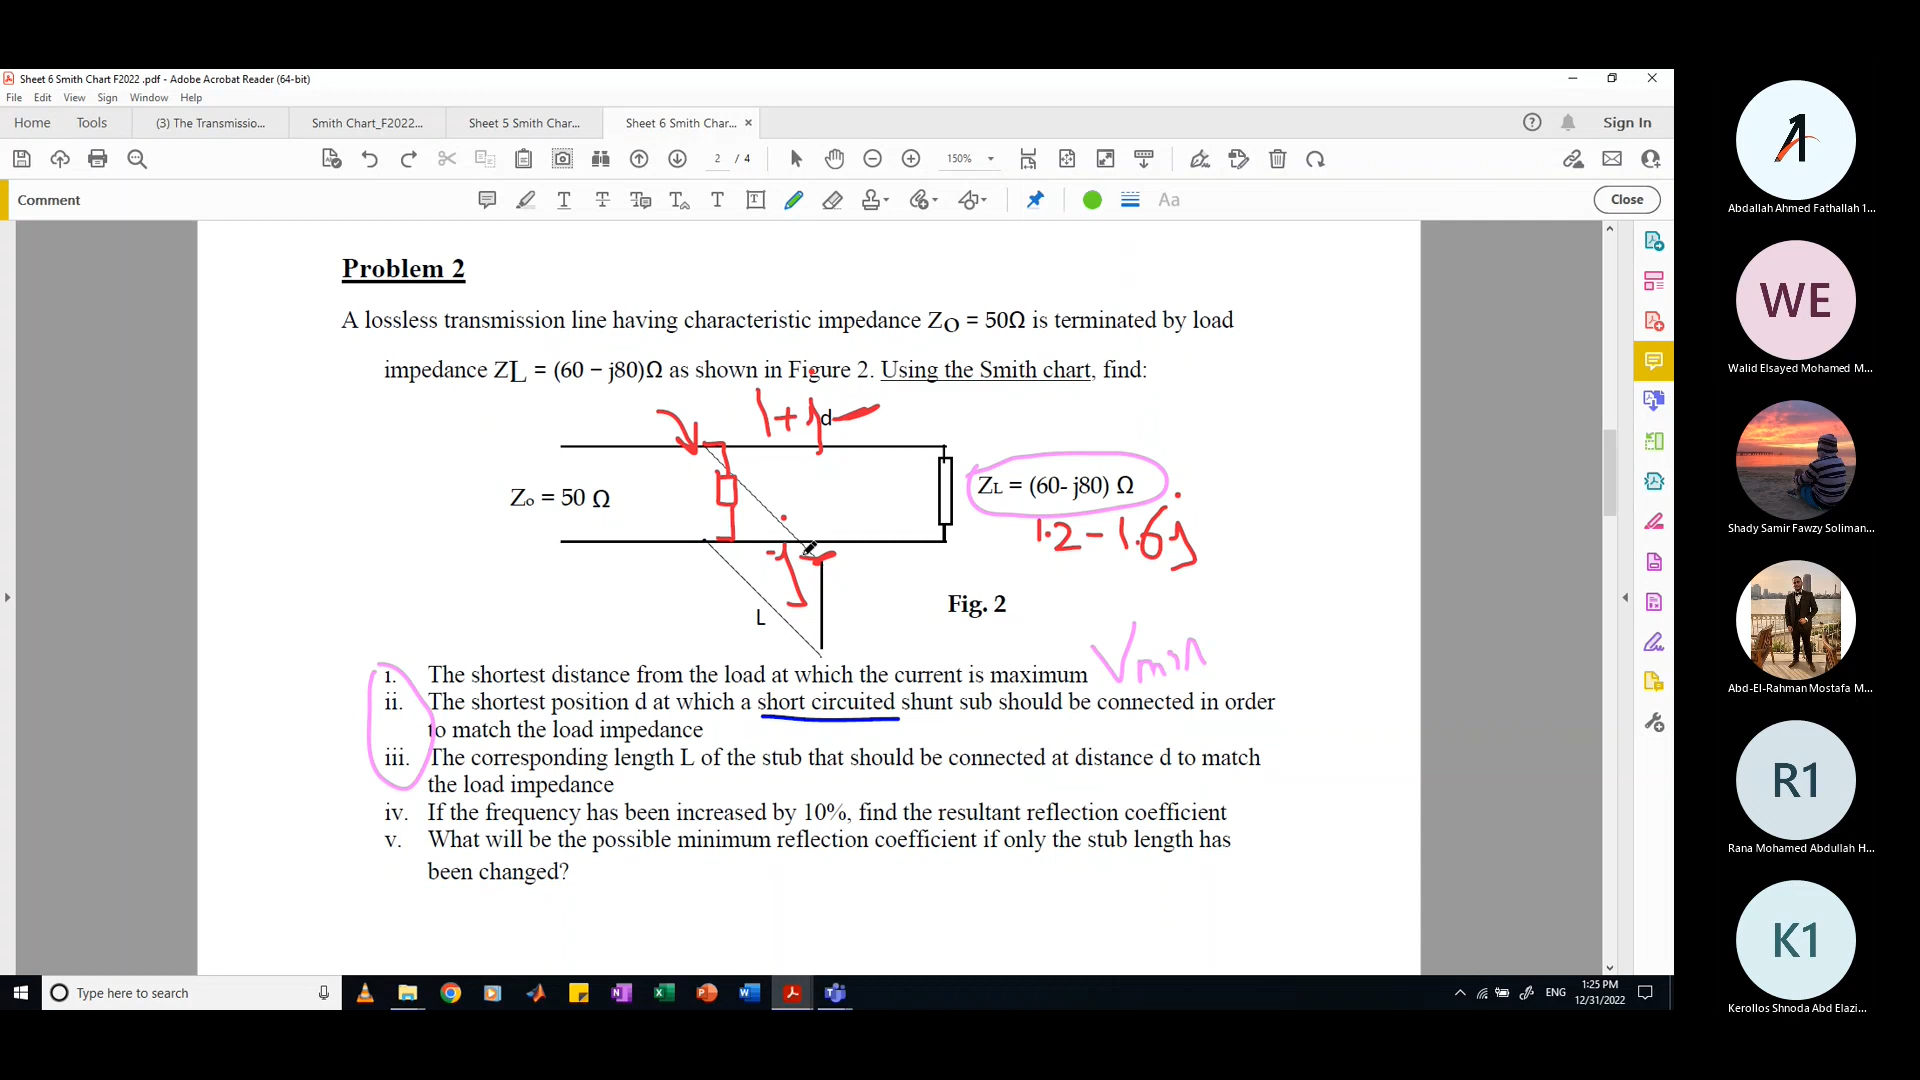 Sheet 6 Smith Chart F2022 .pdf - Adobe Acrobat Reader (64-bit)
File Edit View Sign Window Help
Home Tools (3) The Transmissio... Smith Chart_F2022... Sheet 5 Smith Char... Sheet 6 Smith Char... × Sign In
2 / 4 150%
Comment Aa Close
Problem 2
A lossless transmission line having characteristic impedance ZO = 50Ω is terminated by load
impedance ZL = (60 − j80)Ω as shown in Figure 2. Using the Smith chart, find:
1+j d
Zo = 50 Ω
ZL = (60- j80) Ω
1.2-1.6j
-j
L
Fig. 2
Vmin
i. The shortest distance from the load at which the current is maximum
ii. The shortest position d at which a short circuited shunt sub should be connected in order
to match the load impedance
iii. The corresponding length L of the stub that should be connected at distance d to match
the load impedance
iv. If the frequency has been increased by 10%, find the resultant reflection coefficient
v. What will be the possible minimum reflection coefficient if only the stub length has
been changed?
Type here to search
ENG
1:25 PM
12/31/2022
Abdallah Ahmed Fathallah 1...
WE
Walid Elsayed Mohamed M...
Shady Samir Fawzy Soliman...
Abd-El-Rahman Mostafa M...
R1
Rana Mohamed Abdullah H...
K1
Kerollos Shnoda Abd Elazi...